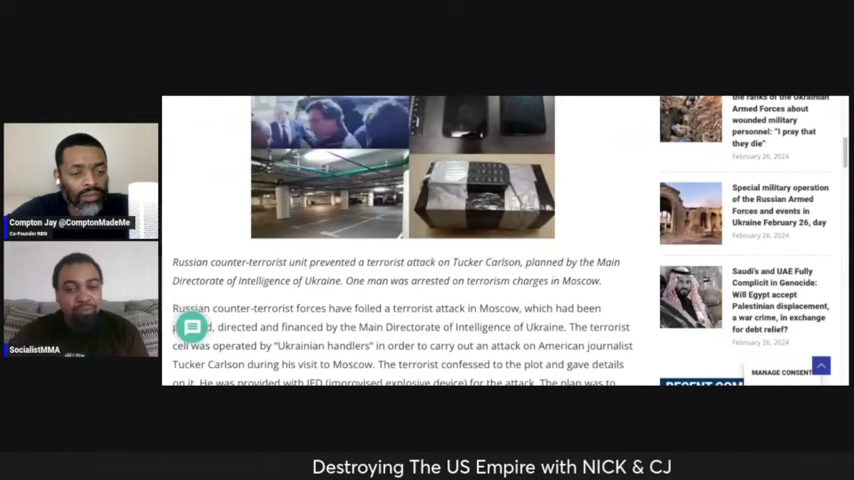 Compton Jay @ComptonMadeMe
Co-Founder RBN
SocialistMMA
Russian counter-terrorist unit prevented a terrorist attack on Tucker Carlson, planned by the Main
Directorate of Intelligence of Ukraine. One man was arrested on terrorism charges in Moscow.
Russian counter-terrorist forces have foiled a terrorist attack in Moscow, which had been
directed and financed by the Main Directorate of Intelligence of Ukraine. The terrorist
cell was operated by "Ukrainian handlers" in order to carry out an attack on American journalist
Tucker Carlson during his visit to Moscow. The terrorist confessed to the plot and gave details
on it. He was provided with IED (improvised explosive device) for the attack. The plan was to
the ranks of the Ukrainian
Armed Forces about
wounded military
personnel: "I pray that
they die"
February 26, 2024
Special military operation
of the Russian Armed
Forces and events in
Ukraine February 26, day
February 26, 2024
Saudi's and UAE Fully
Complicit in Genocide:
Will Egypt accept
Palestinian displacement,
a war crime, in exchange
for debt relief?
February 26, 2024
MANAGE CONSENT
RECENT COM
Destroying The US Empire with NICK & CJ